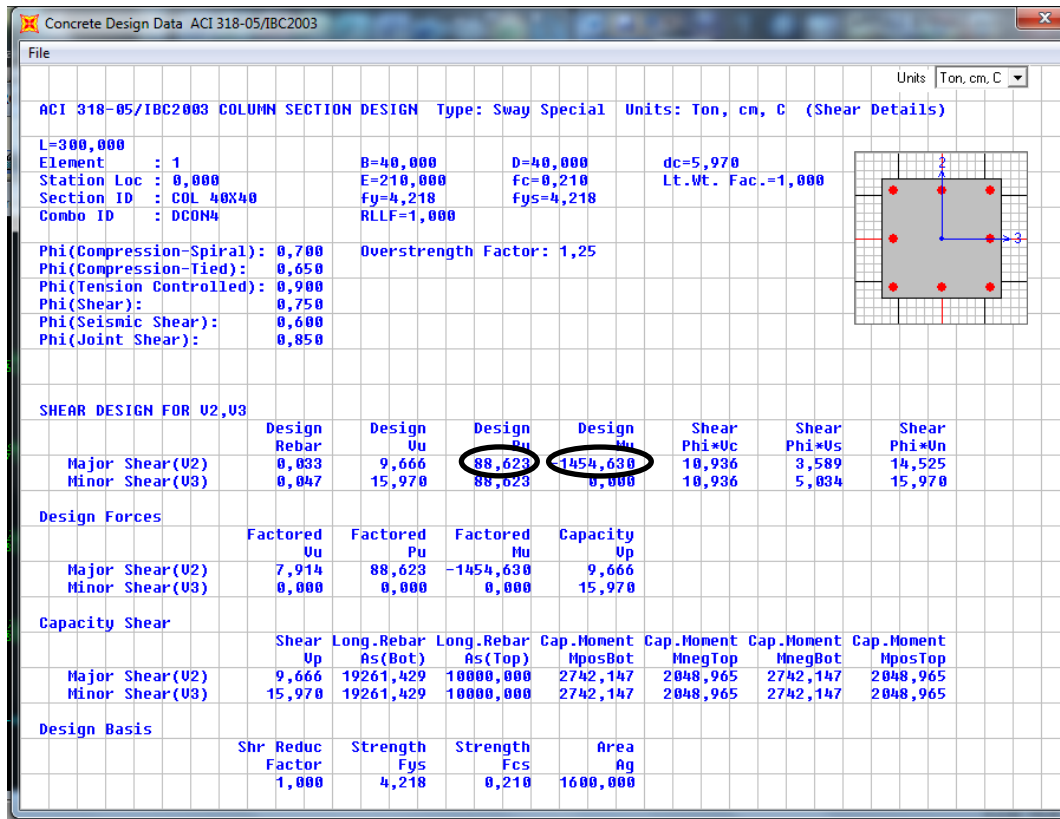 Concrete Design Data ACI 318-05/IBC2003
File
Units Ton, cm, C
ACI 318-05/IBC2003 COLUMN SECTION DESIGN Type: Sway Special Units: Ton, cm, C (Shear Details)
L=300,000
Element : 1 B=40,000 D=40,000 dc=5,970
Station Loc : 0,000 E=210,000 fc=0,210 Lt.Wt. Fac.=1,000
Section ID : COL 40X40 fy=4,218 fys=4,218
Combo ID : DCON4 RLLF=1,000
2
3
Phi(Compression-Spiral): 0,700 Overstrength Factor: 1,25
Phi(Compression-Tied): 0,650
Phi(Tension Controlled): 0,900
Phi(Shear): 0,750
Phi(Seismic Shear): 0,600
Phi(Joint Shear): 0,850
SHEAR DESIGN FOR V2,V3
Design Design Design Design Shear Shear Shear
Rebar Vu Pu Mu Phi*Vc Phi*Vs Phi*Vn
Major Shear(V2) 0,033 9,666 88,623 -1454,630 10,936 3,589 14,525
Minor Shear(V3) 0,047 15,970 88,623 0,000 10,936 5,034 15,970
Design Forces
Factored Factored Factored Capacity
Vu Pu Mu Vp
Major Shear(V2) 7,914 88,623 -1454,630 9,666
Minor Shear(V3) 0,000 0,000 0,000 15,970
Capacity Shear
Shear Long.Rebar Long.Rebar Cap.Moment Cap.Moment Cap.Moment Cap.Moment
Vp As(Bot) As(Top) MposBot MnegTop MnegBot MposTop
Major Shear(V2) 9,666 19261,429 10000,000 2742,147 2048,965 2742,147 2048,965
Minor Shear(V3) 15,970 19261,429 10000,000 2742,147 2048,965 2742,147 2048,965
Design Basis
Shr Reduc Strength Strength Area
Factor Fys Fcs Ag
1,000 4,218 0,210 1600,000